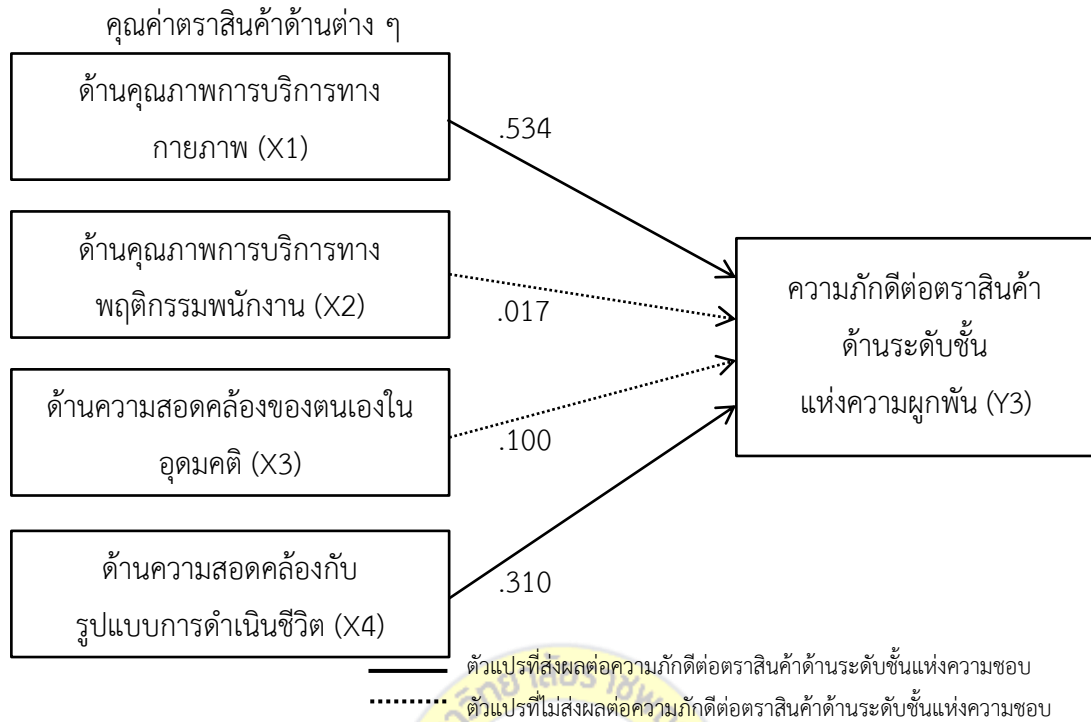 คุณค่าตราสินค้าด้านต่าง ๆ
ด้านคุณภาพการบริการทาง
กายภาพ (X1)
.534
ด้านคุณภาพการบริการทาง
พฤติกรรมพนักงาน (X2)
.017
ด้านความสอดคล้องของตนเองใน
อุดมคติ (X3)
.100
ด้านความสอดคล้องกับ
รูปแบบการดำเนินชีวิต (X4)
.310
ความภักดีต่อตราสินค้า
ด้านระดับชั้น
แห่งความผูกพัน (Y3)
ตัวแปรที่ส่งผลต่อความภักดีต่อตราสินค้าด้านระดับชั้นแห่งความชอบ
ตัวแปรที่ไม่ส่งผลต่อความภักดีต่อตราสินค้าด้านระดับชั้นแห่งความชอบ